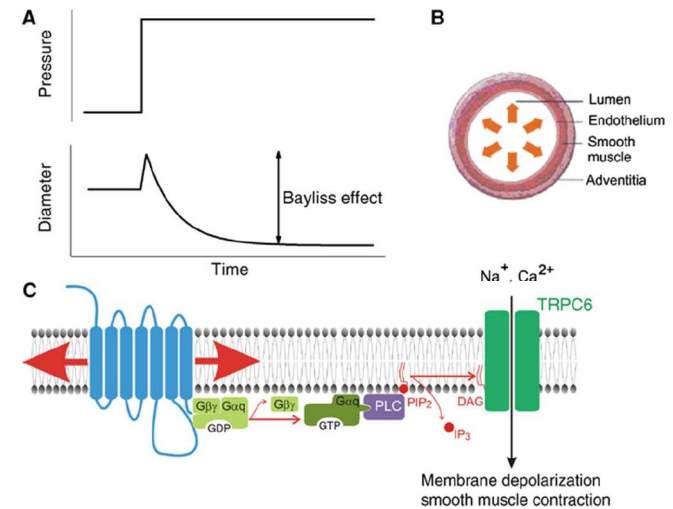 A
Pressure
Diameter
Bayliss effect
Time
B
Lumen
Endothelium
Smooth
muscle
Adventitia
C
Na+, Ca2+
TRPC6
Gβγ Gαq
GDP
Gβγ
Gαq
GTP
PLC
PIP2
DAG
IP3
Membrane depolarization
smooth muscle contraction